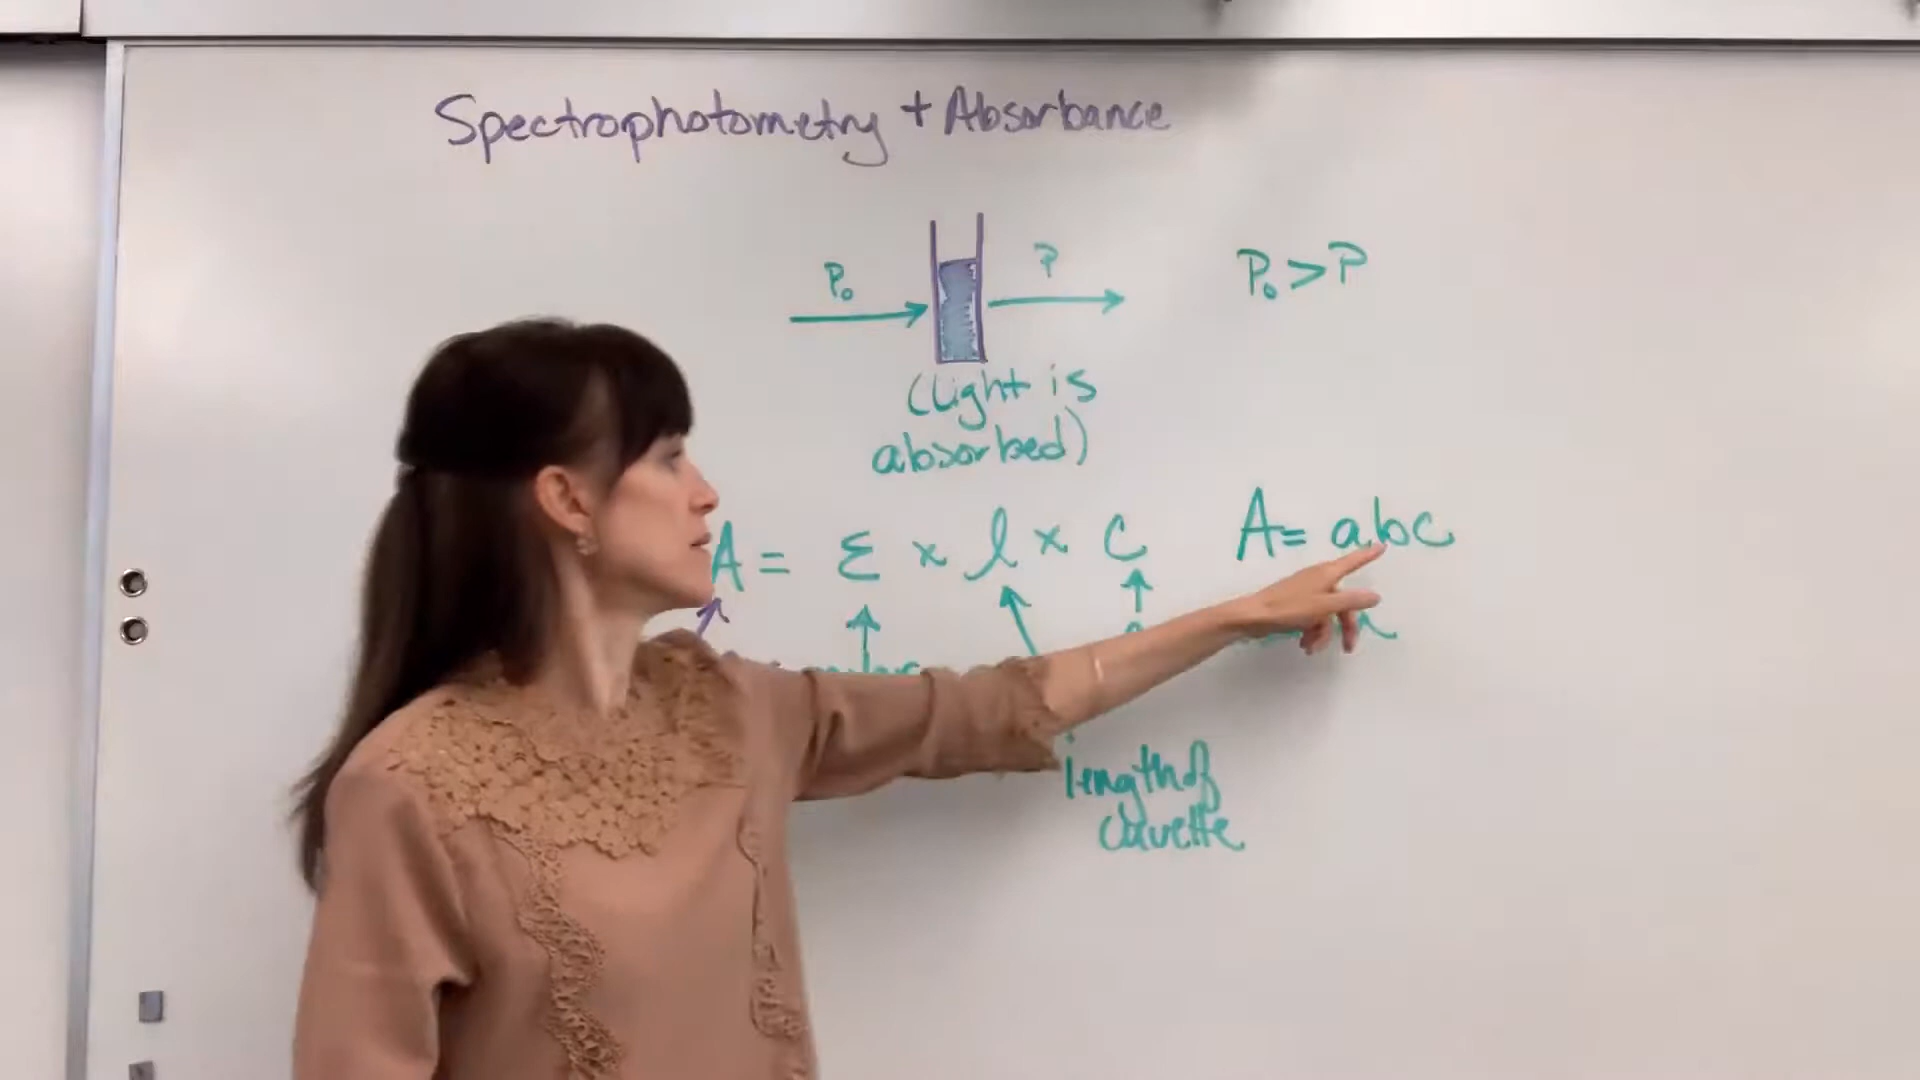 Spectrophotometry + Absorbance
P₀
P
P₀ > P
(Light is
absorbed)
A = Ɛ × l × C
A = abc
length of
cuvette